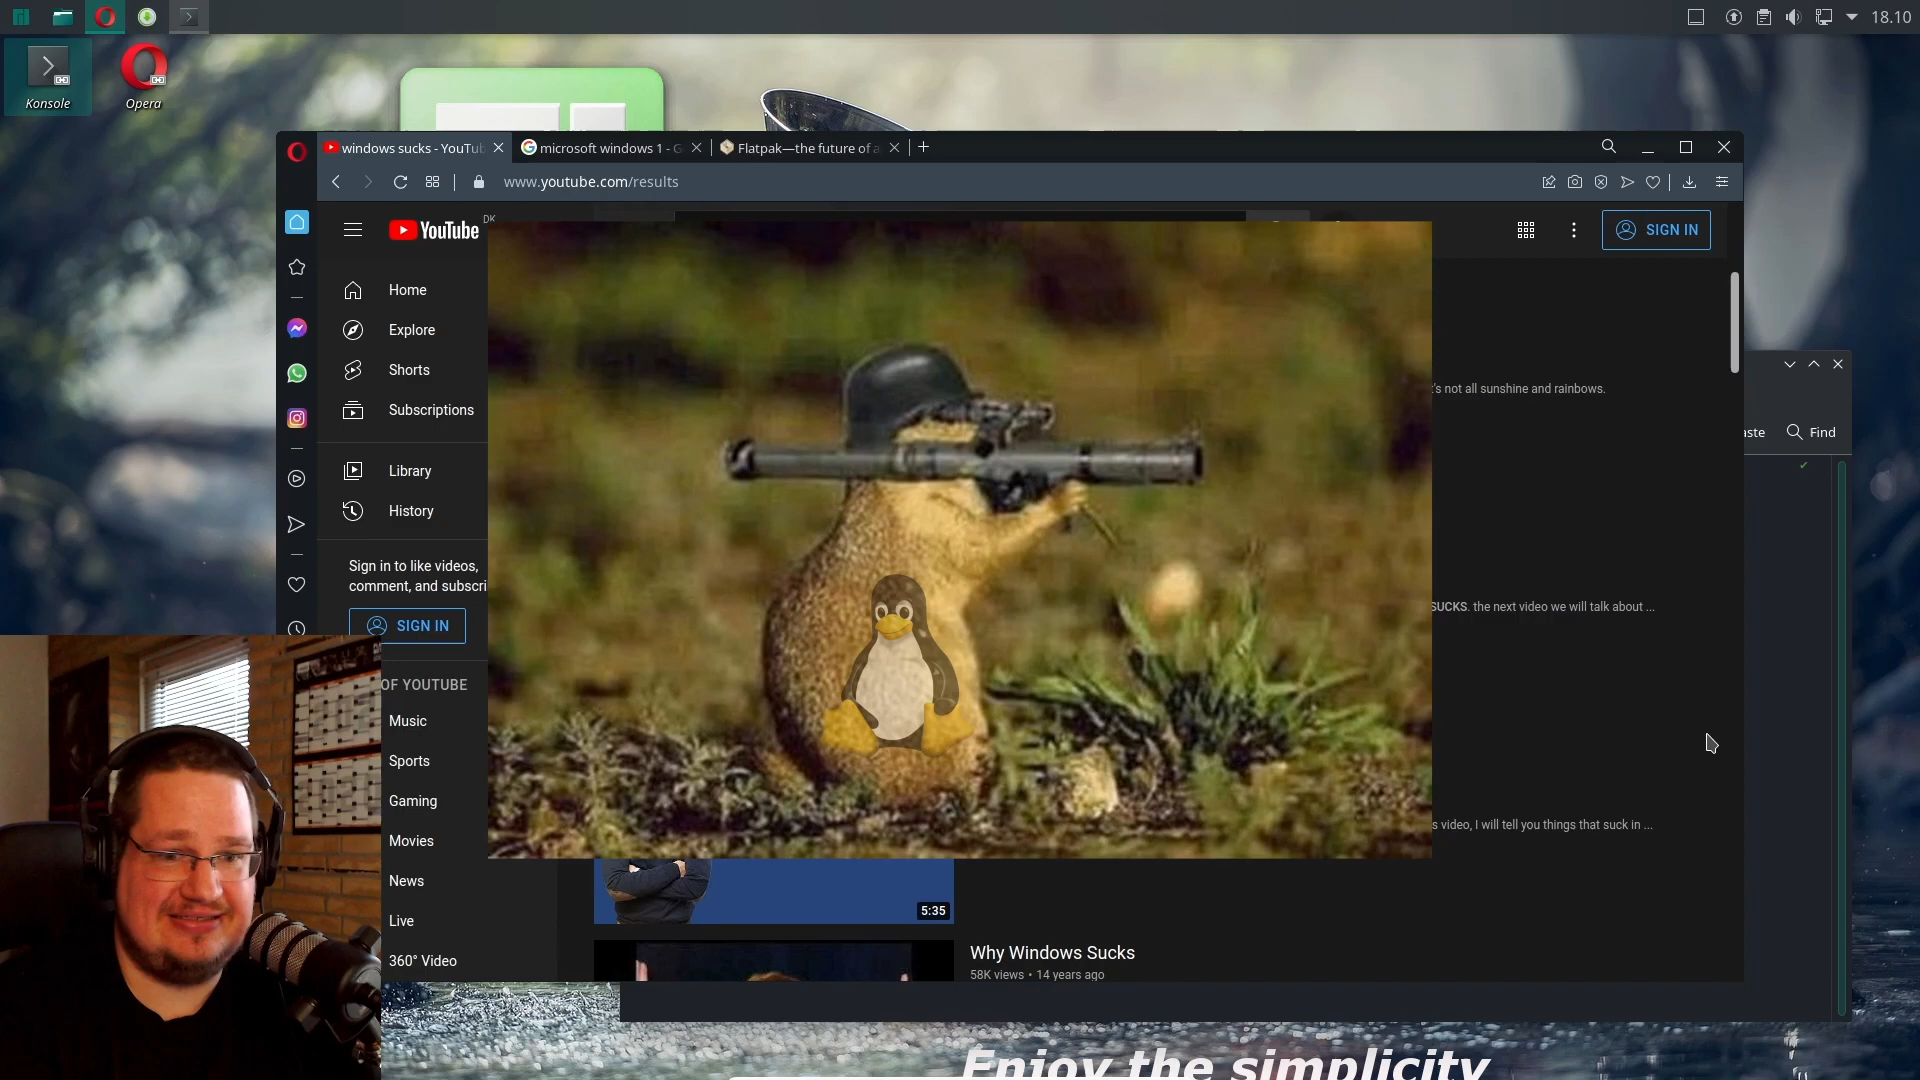 18.10
Konsole
Opera
windows sucks - YouTub
microsoft windows 1 - G
Flatpak—the future of a
www.youtube.com/results
YouTube
DK
SIGN IN
Home
Explore
Shorts
Subscriptions
's not all sunshine and rainbows.
aste
Find
Library
History
Sign in to like videos,
comment, and subscri
SIGN IN
SUCKS. the next video we will talk about ...
OF YOUTUBE
Music
Sports
Gaming
Movies
News
Live
360° Video
s video, I will tell you things that suck in ...
5:35
Why Windows Sucks
58K views • 14 years ago
Enjoy the simplicity